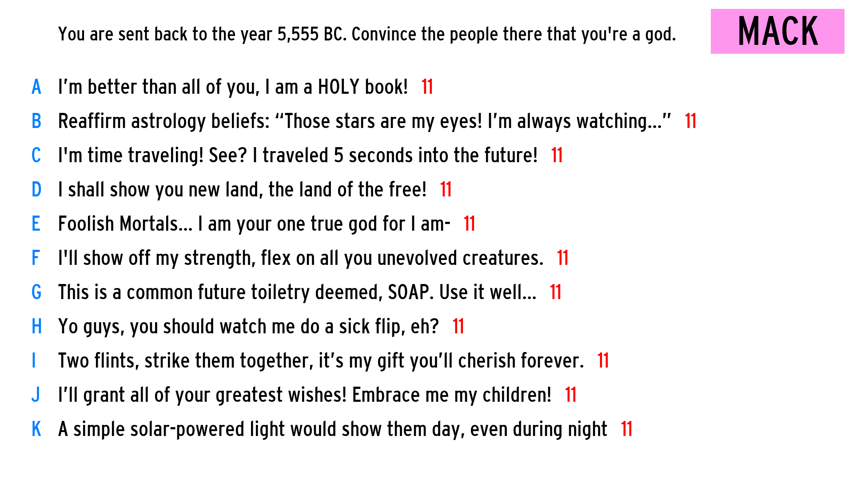 You are sent back to the year 5,555 BC. Convince the people there that you're a god.
MACK
A I'm better than all of you, I am a HOLY book! 11
B Reaffirm astrology beliefs: “Those stars are my eyes! I'm always watching...” 11
C I'm time traveling! See? I traveled 5 seconds into the future! 11
D I shall show you new land, the land of the free! 11
E Foolish Mortals... I am your one true god for I am- 11
F I'll show off my strength, flex on all you unevolved creatures. 11
G This is a common future toiletry deemed, SOAP. Use it well... 11
H Yo guys, you should watch me do a sick flip, eh? 11
I Two flints, strike them together, it's my gift you'll cherish forever. 11
J I'll grant all of your greatest wishes! Embrace me my children! 11
K A simple solar-powered light would show them day, even during night 11